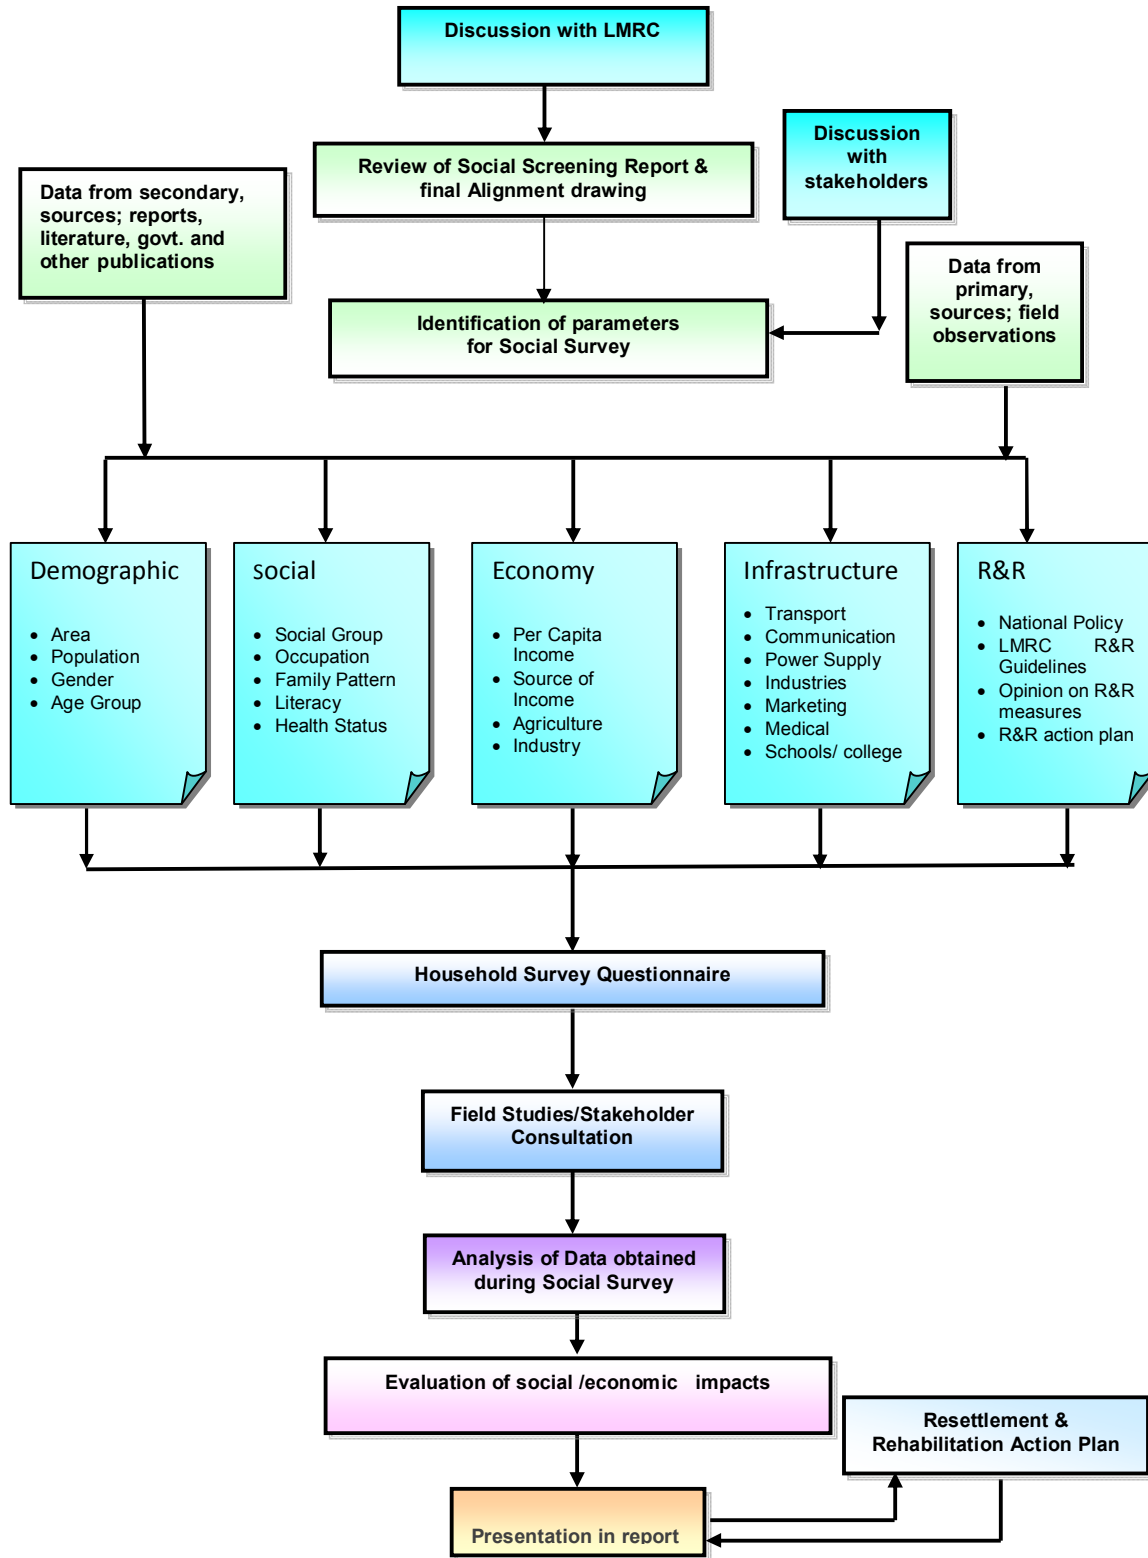 Discussion with LMRC
Review of Social Screening Report &
final Alignment drawing
Discussion
with
stakeholders
Data from secondary,
sources; reports,
literature, govt. and
other publications
Data from
primary,
sources; field
observations
Identification of parameters
for Social Survey
Demographic
• Area
• Population
• Gender
• Age Group
social
• Social Group
• Occupation
• Family Pattern
• Literacy
• Health Status
Economy
• Per Capita
Income
• Source of
Income
• Agriculture
• Industry
Infrastructure
• Transport
• Communication
• Power Supply
• Industries
• Marketing
• Medical
• Schools/ college
R&R
• National Policy
• LMRC R&R
Guidelines
• Opinion on R&R
measures
• R&R action plan
Household Survey Questionnaire
Field Studies/Stakeholder
Consultation
Analysis of Data obtained
during Social Survey
Evaluation of social /economic impacts
Resettlement &
Rehabilitation Action Plan
Presentation in report